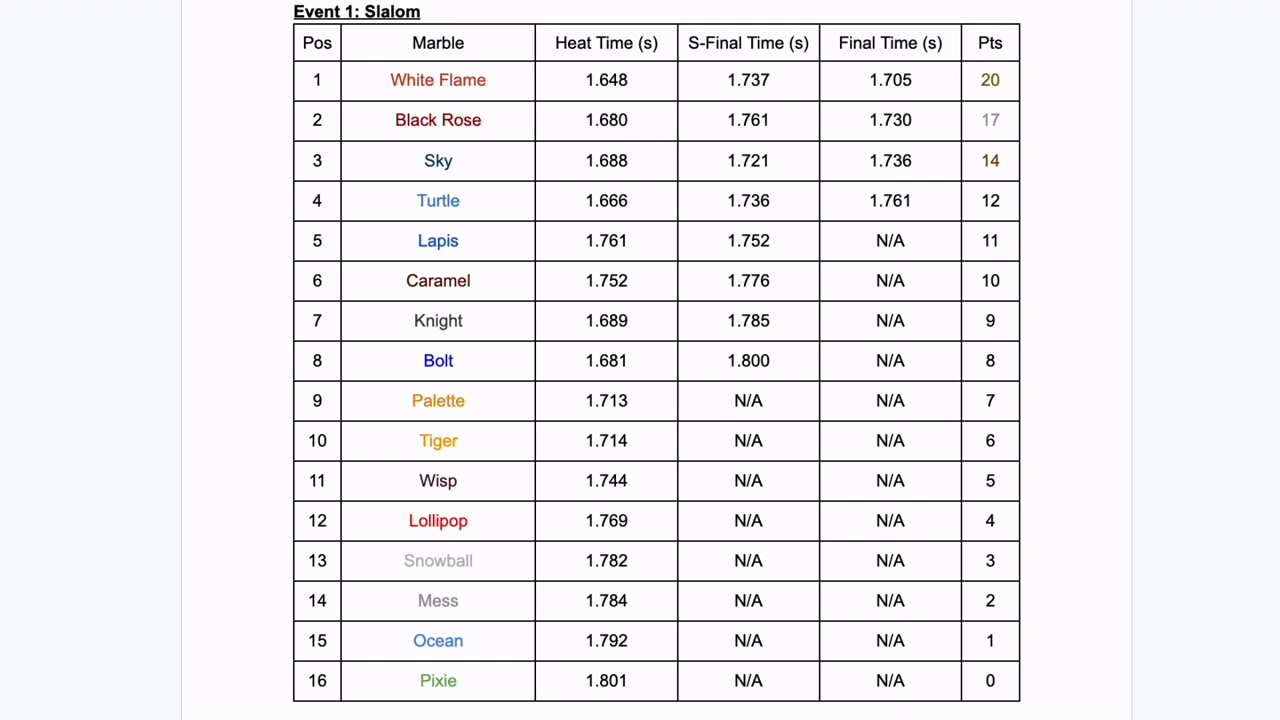 Event 1: Slalom
Pos Marble Heat Time (s) S-Final Time (s) Final Time (s) Pts
1 White Flame 1.648 1.737 1.705 20
2 Black Rose 1.680 1.761 1.730 17
3 Sky 1.688 1.721 1.736 14
4 Turtle 1.666 1.736 1.761 12
5 Lapis 1.761 1.752 N/A 11
6 Caramel 1.752 1.776 N/A 10
7 Knight 1.689 1.785 N/A 9
8 Bolt 1.681 1.800 N/A 8
9 Palette 1.713 N/A N/A 7
10 Tiger 1.714 N/A N/A 6
11 Wisp 1.744 N/A N/A 5
12 Lollipop 1.769 N/A N/A 4
13 Snowball 1.782 N/A N/A 3
14 Mess 1.784 N/A N/A 2
15 Ocean 1.792 N/A N/A 1
16 Pixie 1.801 N/A N/A 0